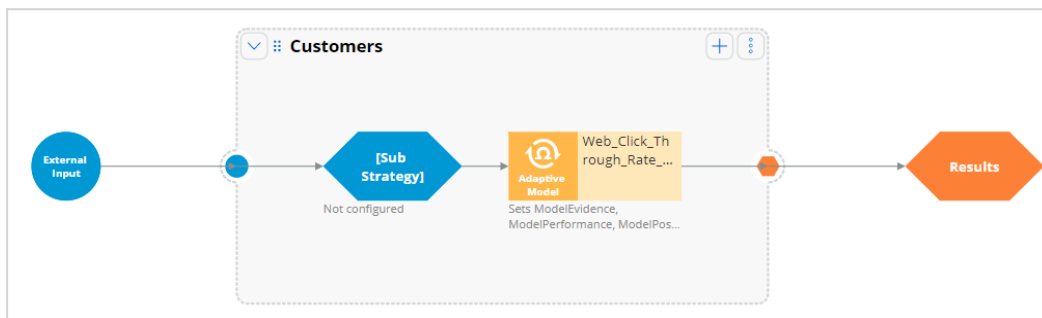 Customers
External
Input
[Sub
Strategy]
Not configured
Adaptive
Model
Web_Click_Th
rough_Rate_...
Sets ModelEvidence,
ModelPerformance, ModelPos...
Results